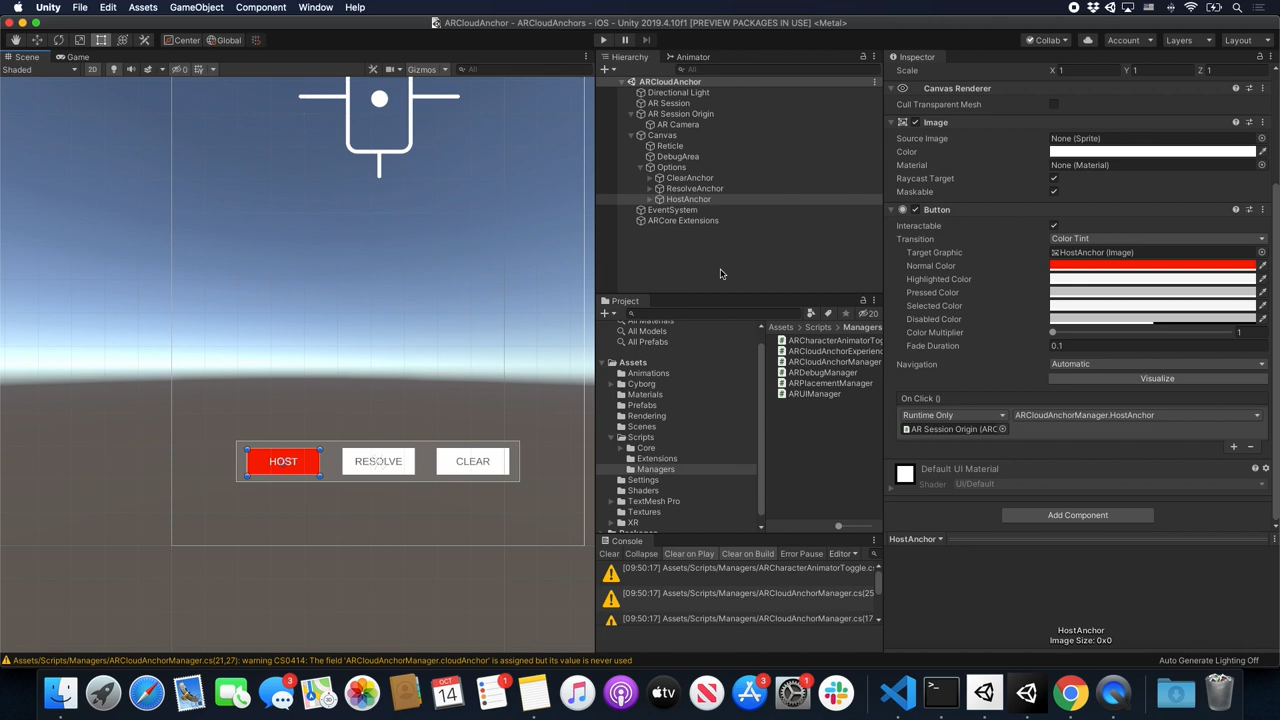 Unity File Edit Assets GameObject Component Window Help
ARCloudAnchor - ARCloudAnchors - iOS - Unity 2019.4.10f1 [PREVIEW PACKAGES IN USE] <Metal>
Center Global Collab Account Layers Layout
Scene Game
Shaded 2D 0 Gizmos All
Hierarchy Animator
All
ARCloudAnchor
Directional Light
AR Session
AR Session Origin
AR Camera
Canvas
Reticle
DebugArea
Options
ClearAnchor
ResolveAnchor
HostAnchor
EventSystem
ARCore Extensions
HOST RESOLVE CLEAR
Project
20
All Materials
All Models
All Prefabs
Assets
Animations
Cyborg
Materials
Prefabs
Rendering
Scenes
Scripts
Core
Extensions
Managers
Settings
Shaders
TextMesh Pro
Textures
XR
Assets Scripts Managers
ARCharacterAnimatorTog
ARCloudAnchorExperienc
ARCloudAnchorManager
ARDebugManager
ARPlacementManager
ARUIManager
Console
Clear Collapse Clear on Play Clear on Build Error Pause Editor
[09:50:17] Assets/Scripts/Managers/ARCharacterAnimatorToggle.c
[09:50:17] Assets/Scripts/Managers/ARCloudAnchorManager.cs(25
[09:50:17] Assets/Scripts/Managers/ARCloudAnchorManager.cs(17
Inspector
Scale X 1 Y 1 Z 1
Canvas Renderer
Cull Transparent Mesh
Image
Source Image None (Sprite)
Color
Material None (Material)
Raycast Target
Maskable
Button
Interactable
Transition Color Tint
Target Graphic HostAnchor (Image)
Normal Color
Highlighted Color
Pressed Color
Selected Color
Disabled Color
Color Multiplier 1
Fade Duration 0.1
Navigation Automatic
Visualize
On Click ()
Runtime Only ARCloudAnchorManager.HostAnchor
AR Session Origin (ARC
Default UI Material
Shader UI/Default
Add Component
HostAnchor
HostAnchor
Image Size: 0x0
Assets/Scripts/Managers/ARCloudAnchorManager.cs(21,27): warning CS0414: The field 'ARCloudAnchorManager.cloudAnchor' is assigned but its value is never used
Auto Generate Lighting Off
3 OCT 14 1 3 1